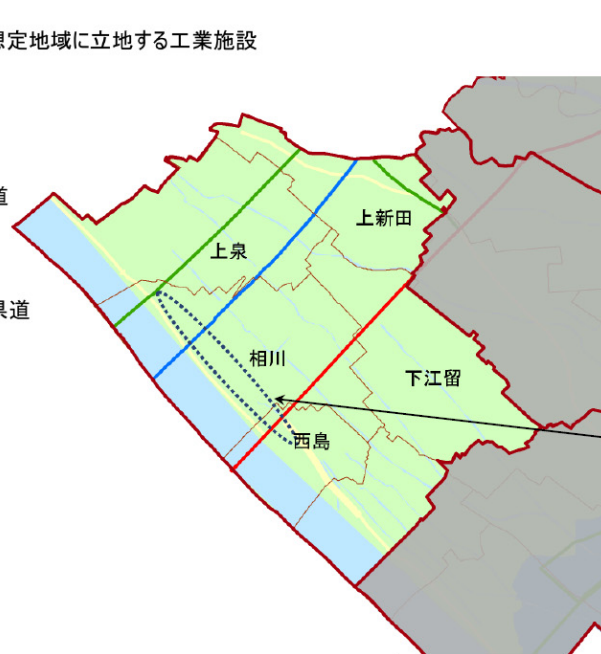 想定地域に立地する工業施設
道
上新田
上泉
県道
相川
下江留
西島